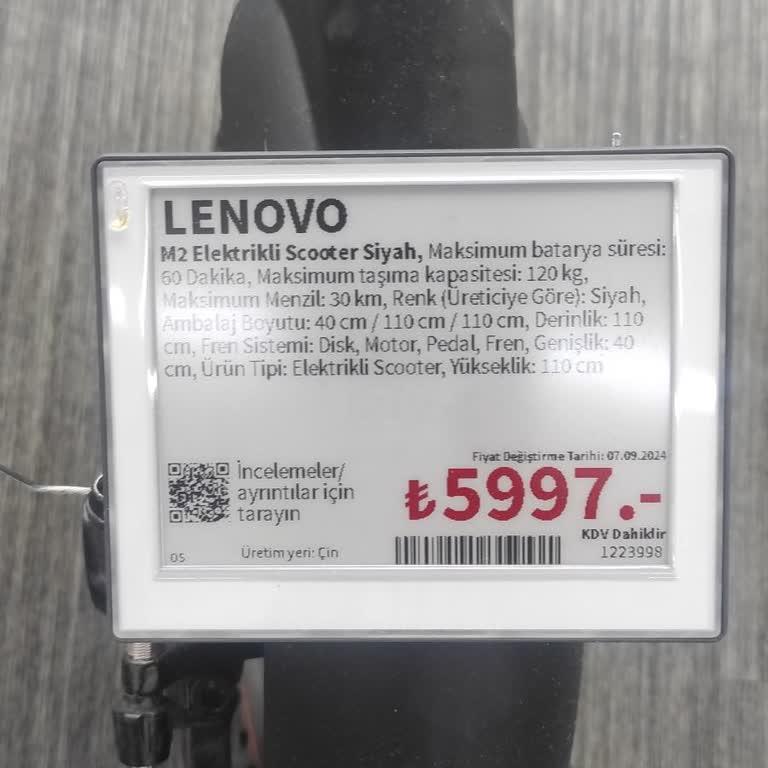 LENOVO
M2 Elektrikli Scooter Siyah, Maksimum batarya süresi:
60 Dakika, Maksimum taşıma kapasitesi: 120 kg,
Maksimum Menzil: 30 km, Renk (Üreticiye Göre): Siyah,
Ambalaj Boyutu: 40 cm / 110 cm / 110 cm, Derinlik: 110
cm, Fren Sistemi: Disk, Motor, Pedal, Fren, Genişlik: 40
cm, Ürün Tipi: Elektrikli Scooter, Yükseklik: 110 cm
Fiyat Değiştirme Tarihi: 07.09.2024
İncelemeler/
ayrıntılar için
tarayın
₺5997.-
KDV Dahildir
05 Üretim yeri: Çin 1223998